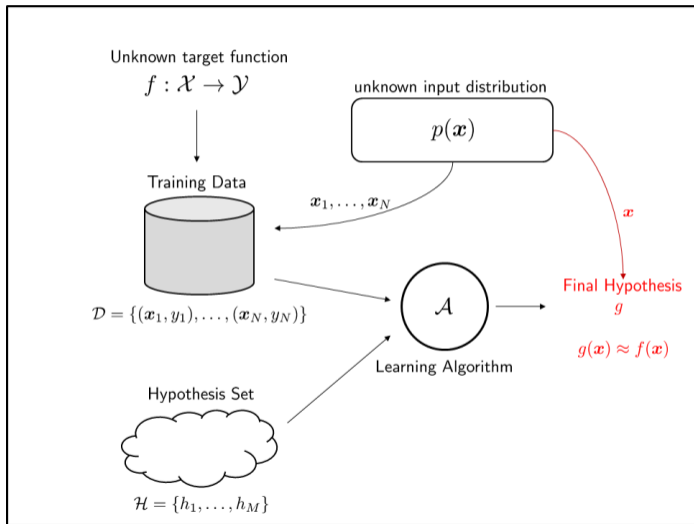 Unknown target function
f : 𝒳 → 𝒴
unknown input distribution
p(𝒙)
Training Data
𝒙₁, . . . , 𝒙_N
𝒙
𝒟 = {(𝒙₁, y₁), . . . , (𝒙_N, y_N)}
𝒜
Learning Algorithm
Final Hypothesis
g
g(𝒙) ≈ f(𝒙)
Hypothesis Set
ℋ = {h₁, . . . , h_M}